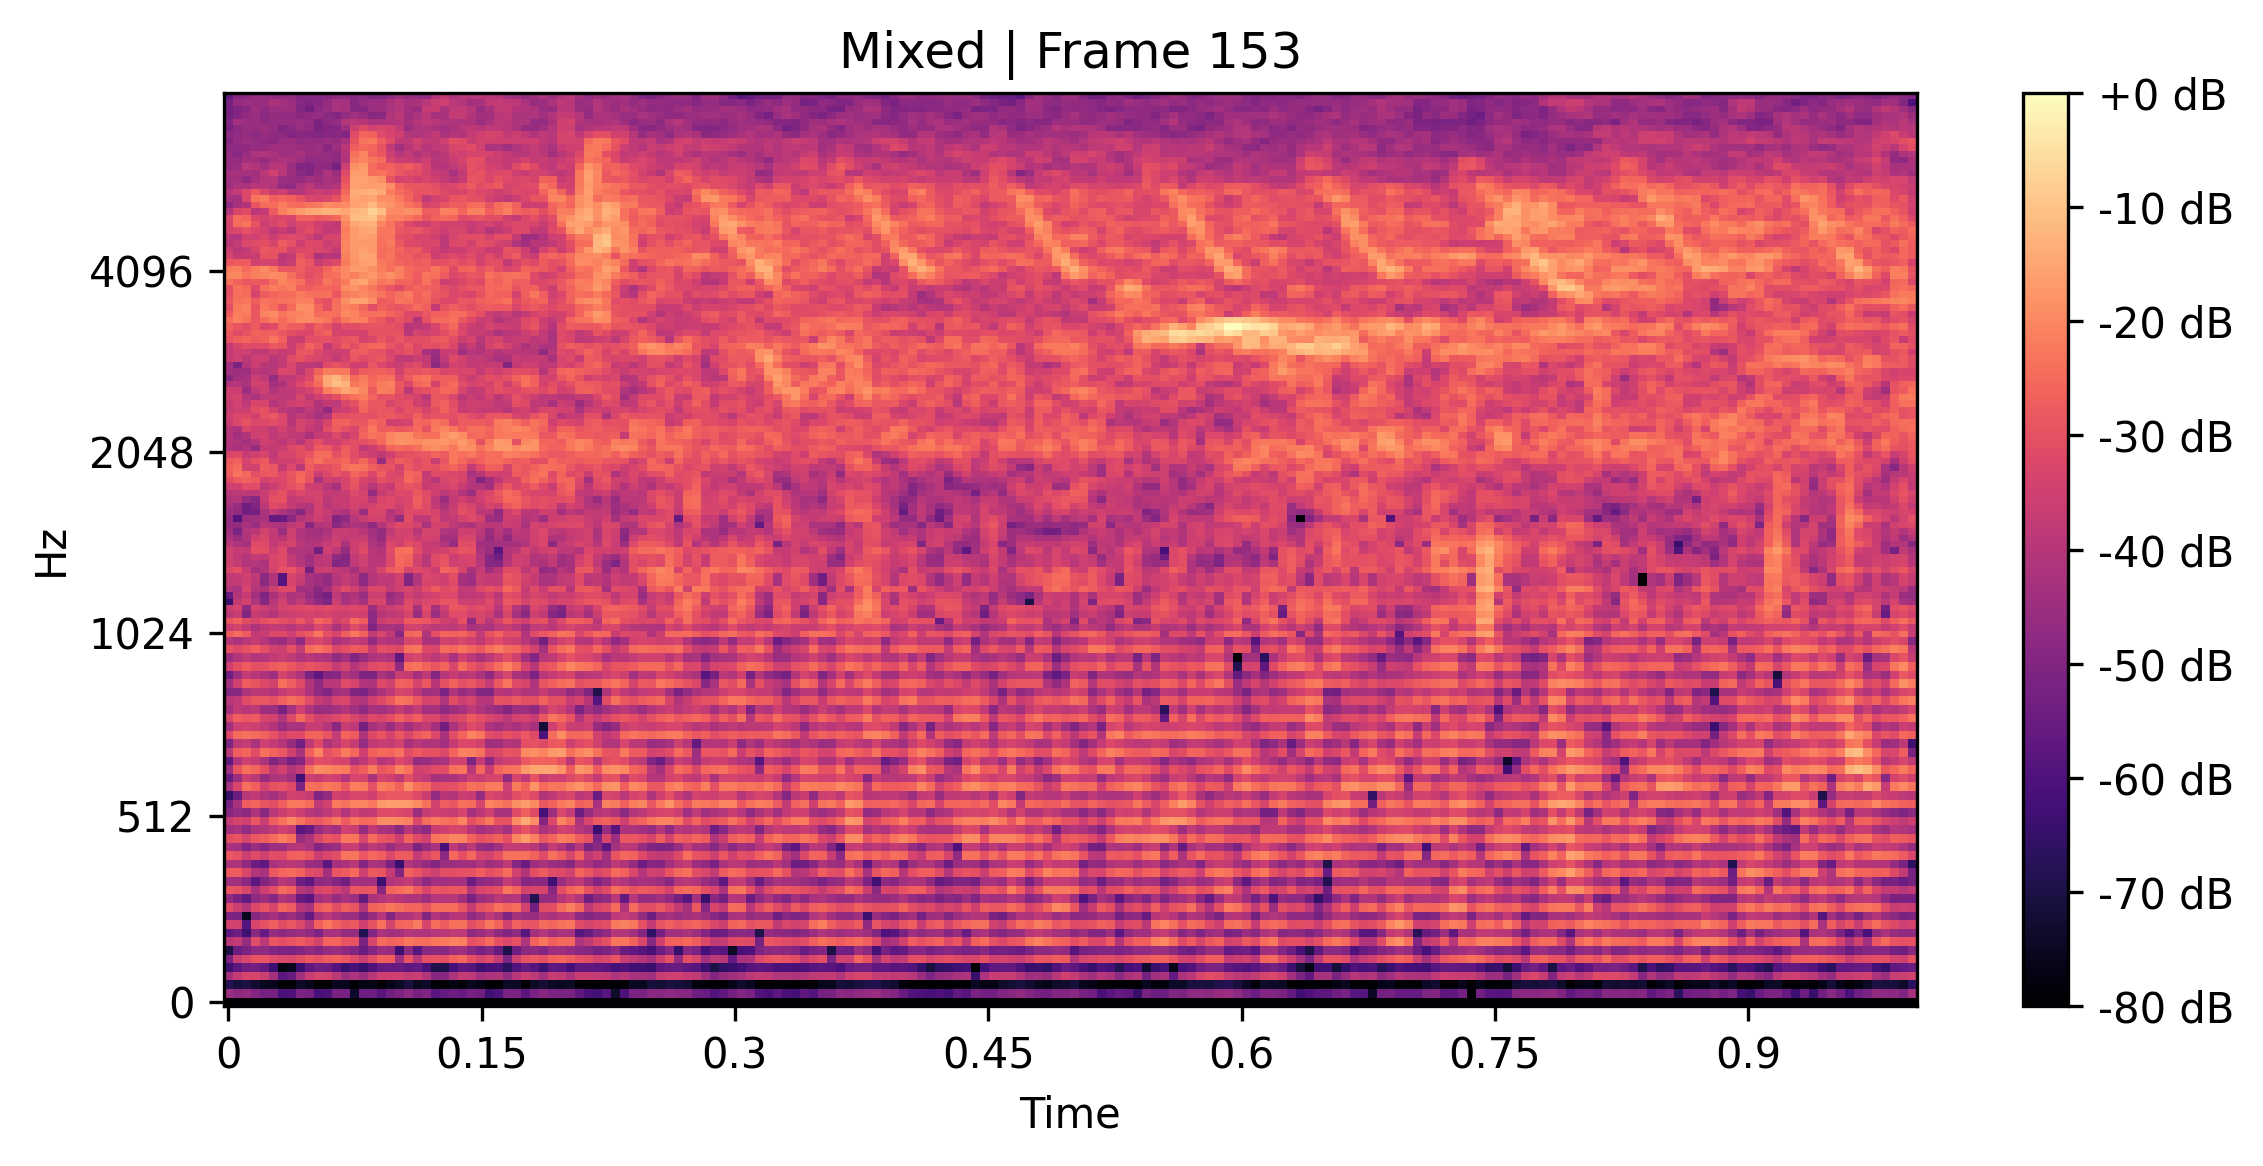 Mixed | Frame 153
Hz
4096
2048
1024
512
0
0 0.15 0.3 0.45 0.6 0.75 0.9
Time
+0 dB
-10 dB
-20 dB
-30 dB
-40 dB
-50 dB
-60 dB
-70 dB
-80 dB